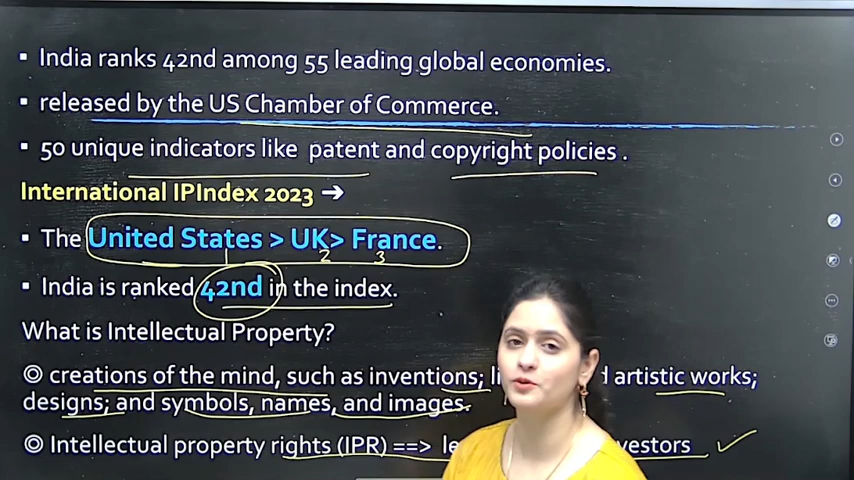 ▪ India ranks 42nd among 55 leading global economies.
▪ released by the US Chamber of Commerce.
▪ 50 unique indicators like patent and copyright policies .
International IPIndex 2023 →
▪ The United States > UK> France.
1 2 3
▪ India is ranked 42nd in the index.
What is Intellectual Property?
◎ creations of the mind, such as inventions; artistic works;
designs; and symbols, names, and images.
◎ Intellectual property rights (IPR) ==>